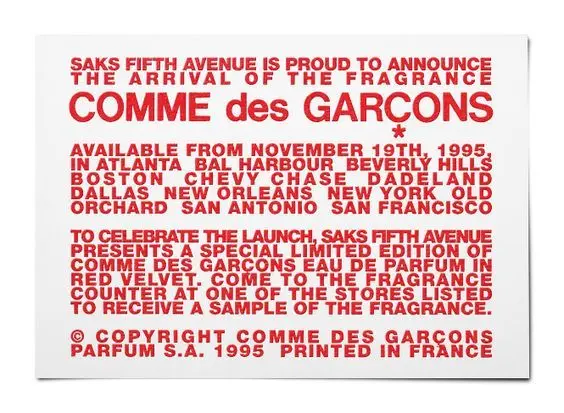 SAKS FIFTH AVENUE IS PROUD TO ANNOUNCE
THE ARRIVAL OF THE FRAGRANCE
COMME des GARÇONS
*
AVAILABLE FROM NOVEMBER 19TH, 1995,
IN ATLANTA BAL HARBOUR BEVERLY HILLS
BOSTON CHEVY CHASE DADELAND
DALLAS NEW ORLEANS NEW YORK OLD
ORCHARD SAN ANTONIO SAN FRANCISCO
TO CELEBRATE THE LAUNCH, SAKS FIFTH AVENUE
PRESENTS A SPECIAL LIMITED EDITION OF
COMME DES GARÇONS EAU DE PARFUM IN
RED VELVET. COME TO THE FRAGRANCE
COUNTER AT ONE OF THE STORES LISTED
TO RECEIVE A SAMPLE OF THE FRAGRANCE.
© COPYRIGHT COMME DES GARÇONS
PARFUM S.A. 1995 PRINTED IN FRANCE